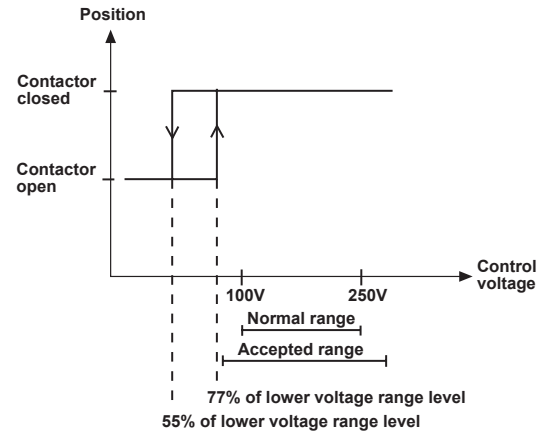 Position
Contactor
closed
Contactor
open
Control
voltage
100V
250V
Normal range
Accepted range
77% of lower voltage range level
55% of lower voltage range level